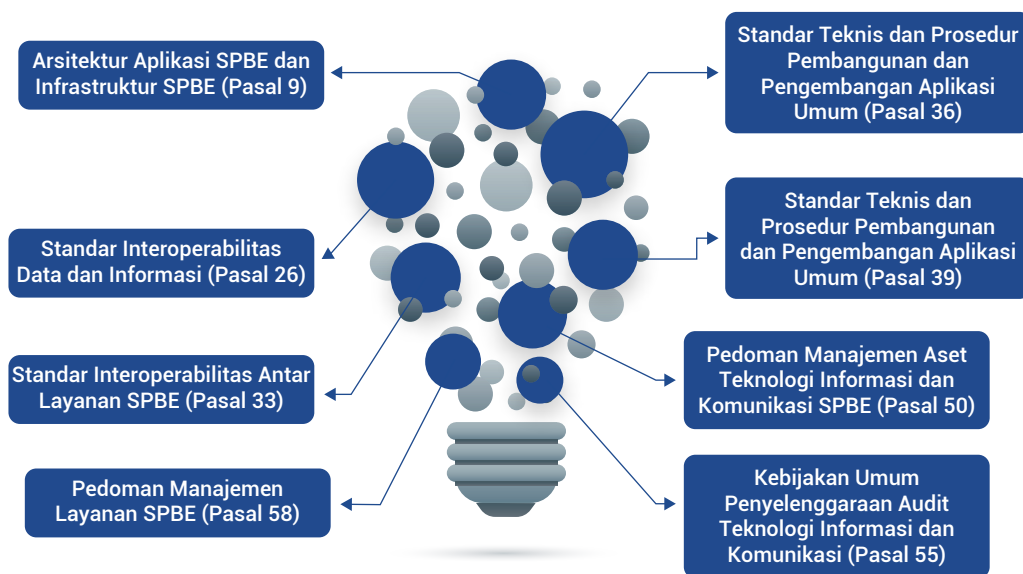 Arsitektur Aplikasi SPBE dan
Infrastruktur SPBE (Pasal 9)
Standar Interoperabilitas
Data dan Informasi (Pasal 26)
Standar Interoperabilitas Antar
Layanan SPBE (Pasal 33)
Pedoman Manajemen
Layanan SPBE (Pasal 58)
Standar Teknis dan Prosedur
Pembangunan dan
Pengembangan Aplikasi
Umum (Pasal 36)
Standar Teknis dan
Prosedur Pembangunan
dan Pengembangan Aplikasi
Umum (Pasal 39)
Pedoman Manajemen Aset
Teknologi Informasi dan
Komunikasi SPBE (Pasal 50)
Kebijakan Umum
Penyelenggaraan Audit
Teknologi Informasi dan
Komunikasi (Pasal 55)